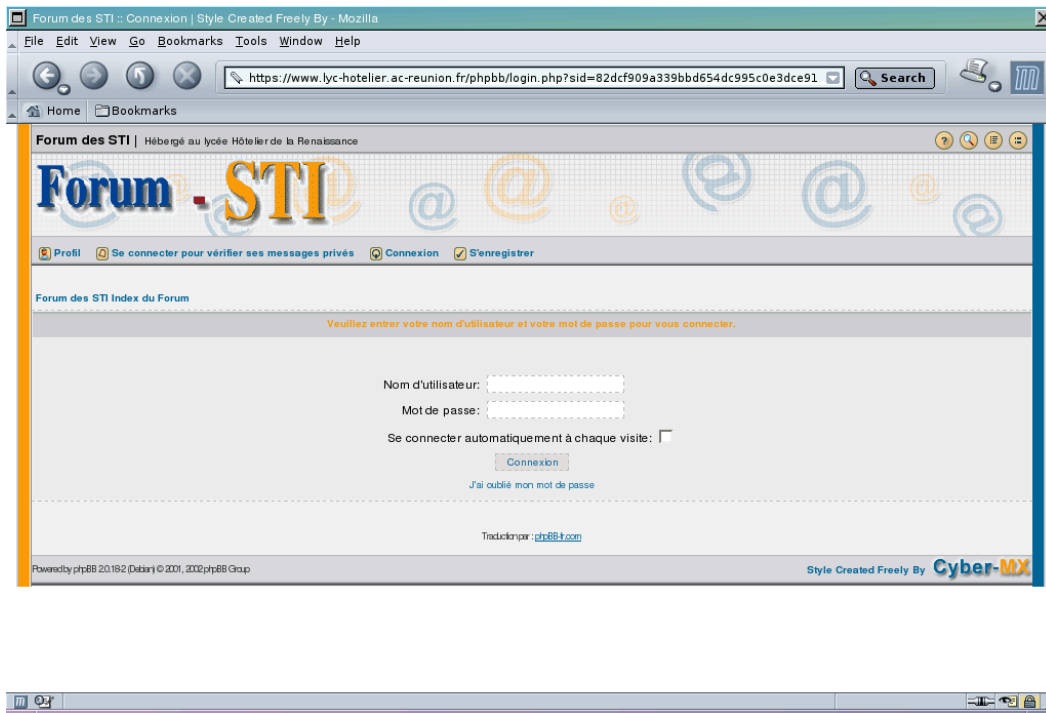 Forum des STI :: Connexion | Style Created Freely By - Mozilla
File Edit View Go Bookmarks Tools Window Help
https://www.lyc-hotelier.ac-reunion.fr/phpbb/login.php?sid=82dcf909a339bbd654dc995c0e3dce91 Search
Home Bookmarks
Forum des STI | Hébergé au lycée Hôtelier de la Renaissance
Forum - STI
Profil Se connecter pour vérifier ses messages privés Connexion S'enregistrer
Forum des STI Index du Forum
Veuillez entrer votre nom d'utilisateur et votre mot de passe pour vous connecter.
Nom d'utilisateur:
Mot de passe:
Se connecter automatiquement à chaque visite:
Connexion
J'ai oublié mon mot de passe
Traduction par : phpBB-fr.com
Powered by phpBB 2.0.18-2 (Debian) © 2001, 2002 phpBB Group
Style Created Freely By Cyber-MX